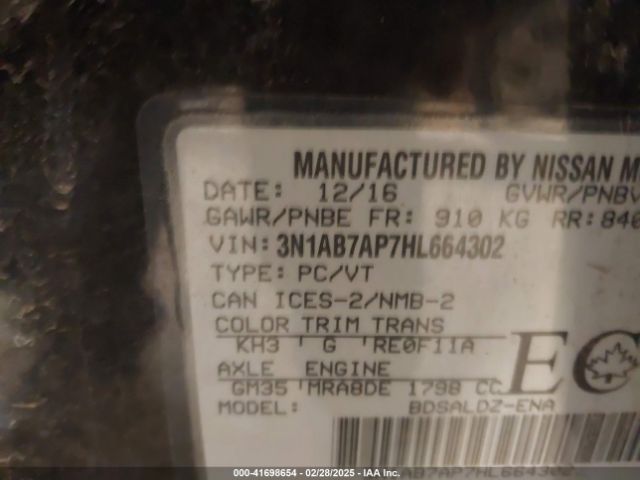 MANUFACTURED BY NISSAN M
DATE: 12/16 GVWR/PNBV
GAWR/PNBE FR: 910 KG RR: 840
VIN: 3N1AB7AP7HL664302
TYPE: PC/VT
CAN ICES-2/NMB-2
COLOR TRIM TRANS
KH3 ' G ' RE0F11A
AXLE ENGINE
GM35 ' MRA8DE 1798 CC
EC
MODEL: BDSALDZ-ENA
AB7AP7HL664302
000-41698654 - 02/28/2025 - IAA Inc.